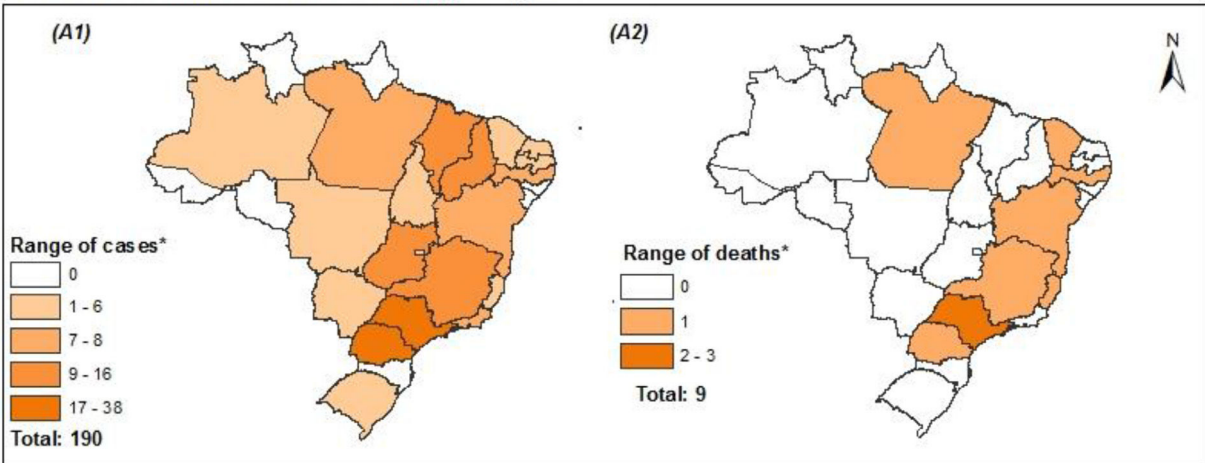 (A1)
Range of cases*
0
1 - 6
7 - 8
9 - 16
17 - 38
Total: 190
(A2)
N
Range of deaths*
0
1
2 - 3
Total: 9